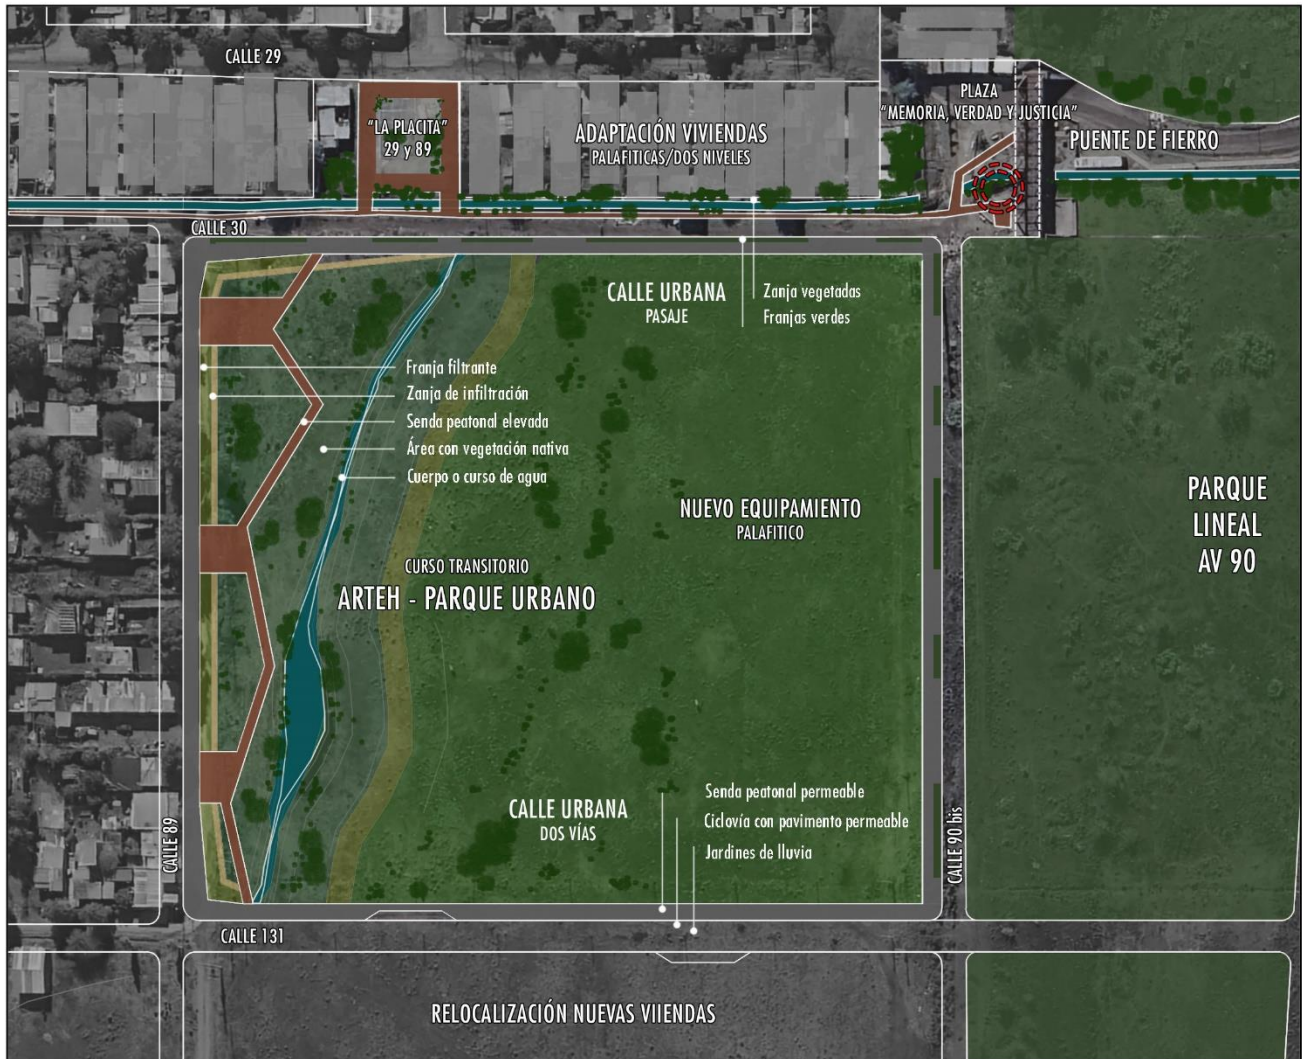 CALLE 29
"LA PLACITA"
29 y 89
ADAPTACIÓN VIVIENDAS
PALAFITICAS/DOS NIVELES
PLAZA
"MEMORIA, VERDAD Y JUSTICIA"
PUENTE DE FIERRO
CALLE 30
CALLE URBANA
PASAJE
Zanja vegetadas
Franjas verdes
Franja filtrante
Zanja de infiltración
Senda peatonal elevada
Área con vegetación nativa
Cuerpo o curso de agua
NUEVO EQUIPAMIENTO
PALAFITICO
PARQUE
LINEAL
AV 90
CURSO TRANSITORIO
ARTEH - PARQUE URBANO
CALLE URBANA
DOS VÍAS
Senda peatonal permeable
Ciclovía con pavimento permeable
Jardines de lluvia
CALLE 89
CALLE 90 bis
CALLE 131
RELOCALIZACIÓN NUEVAS VIIENDAS